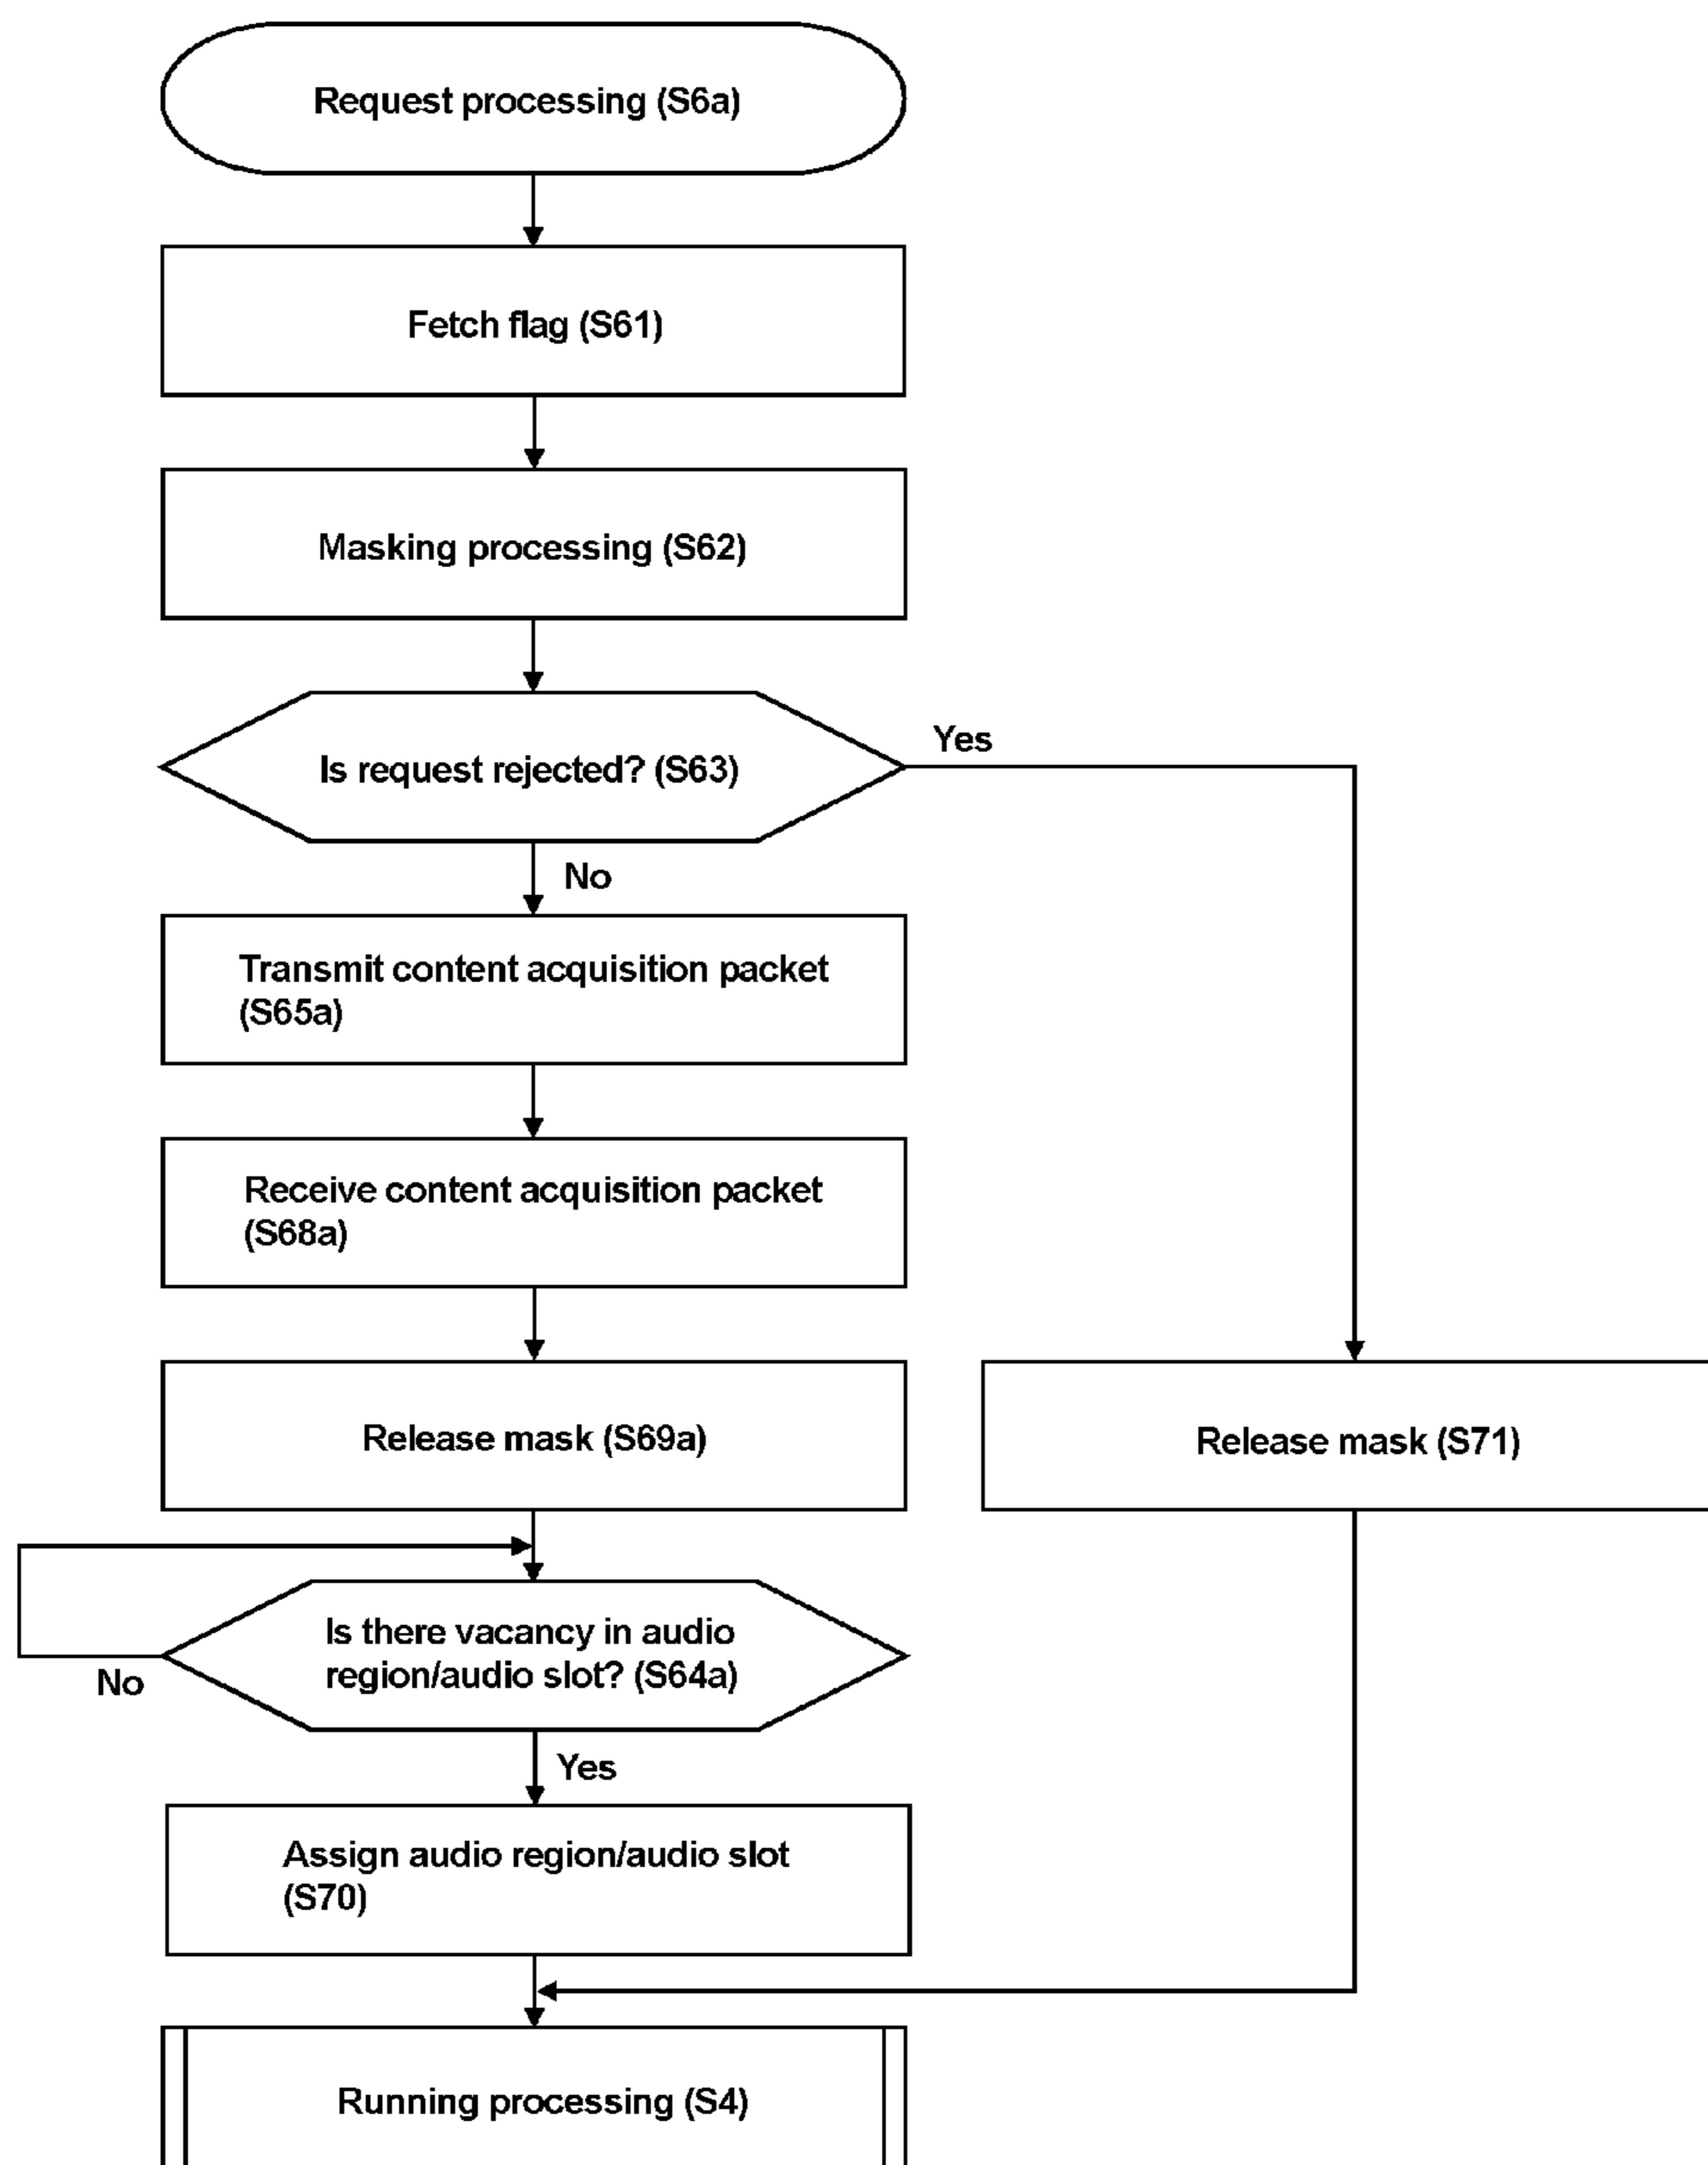 Request processing (S6a)
Fetch flag (S61)
Masking processing (S62)
Is request rejected? (S63)
Yes
No
Transmit content acquisition packet
(S65a)
Receive content acquisition packet
(S68a)
Release mask (S69a)
Release mask (S71)
Is there vacancy in audio
region/audio slot? (S64a)
No
Yes
Assign audio region/audio slot
(S70)
Running processing (S4)